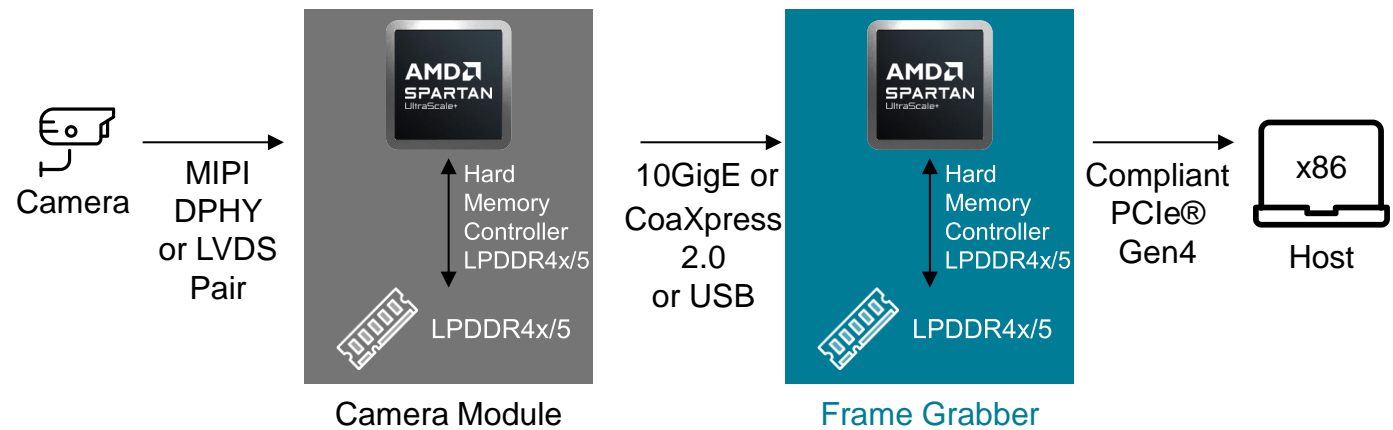 Camera
MIPI
DPHY
or LVDS
Pair
AMD
SPARTAN
UltraScale+
Hard
Memory
Controller
LPDDR4x/5
LPDDR4x/5
Camera Module
10GigE or
CoaXpress
2.0
or USB
AMD
SPARTAN
UltraScale+
Hard
Memory
Controller
LPDDR4x/5
LPDDR4x/5
Frame Grabber
Compliant
PCIe®
Gen4
x86
Host